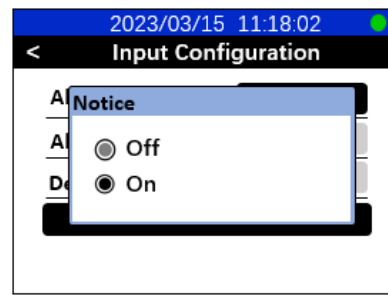 2023/03/15 11:18:02
< Input Configuration
Notice
Off
On